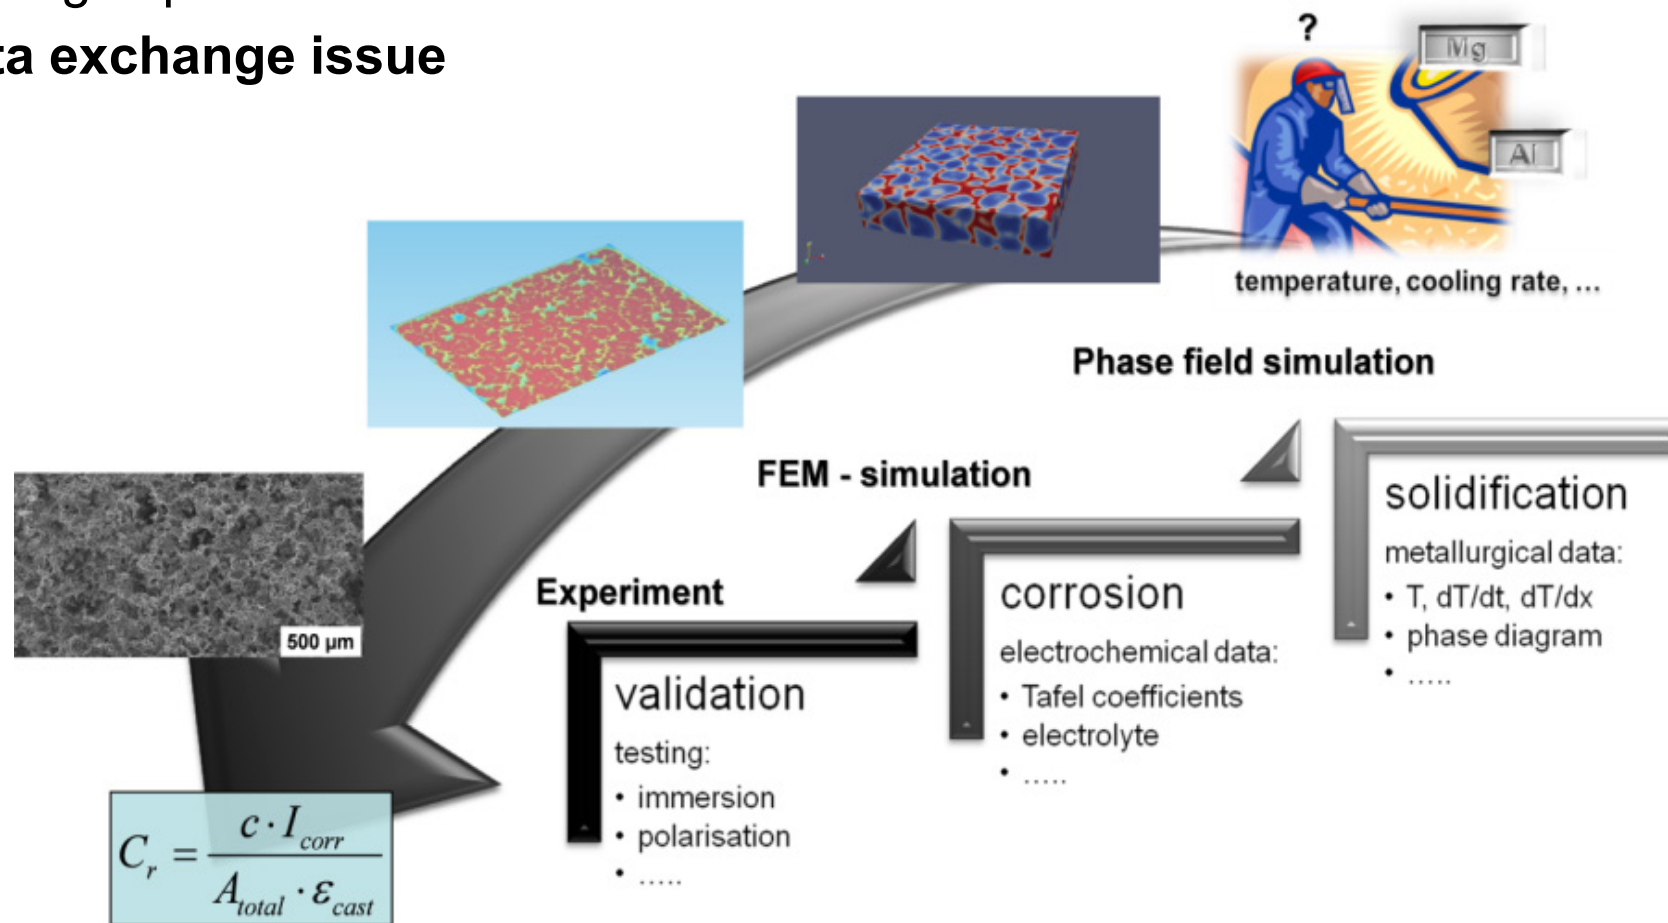 ta exchange issue
?
Mg
Al
temperature, cooling rate, ...
Phase field simulation
solidification
metallurgical data:
• T, dT/dt, dT/dx
• phase diagram
• .....
FEM - simulation
corrosion
electrochemical data:
• Tafel coefficients
• electrolyte
• .....
Experiment
validation
testing:
• immersion
• polarisation
• .....
500 µm
C_r = c · I_corr / A_total · ε_cast